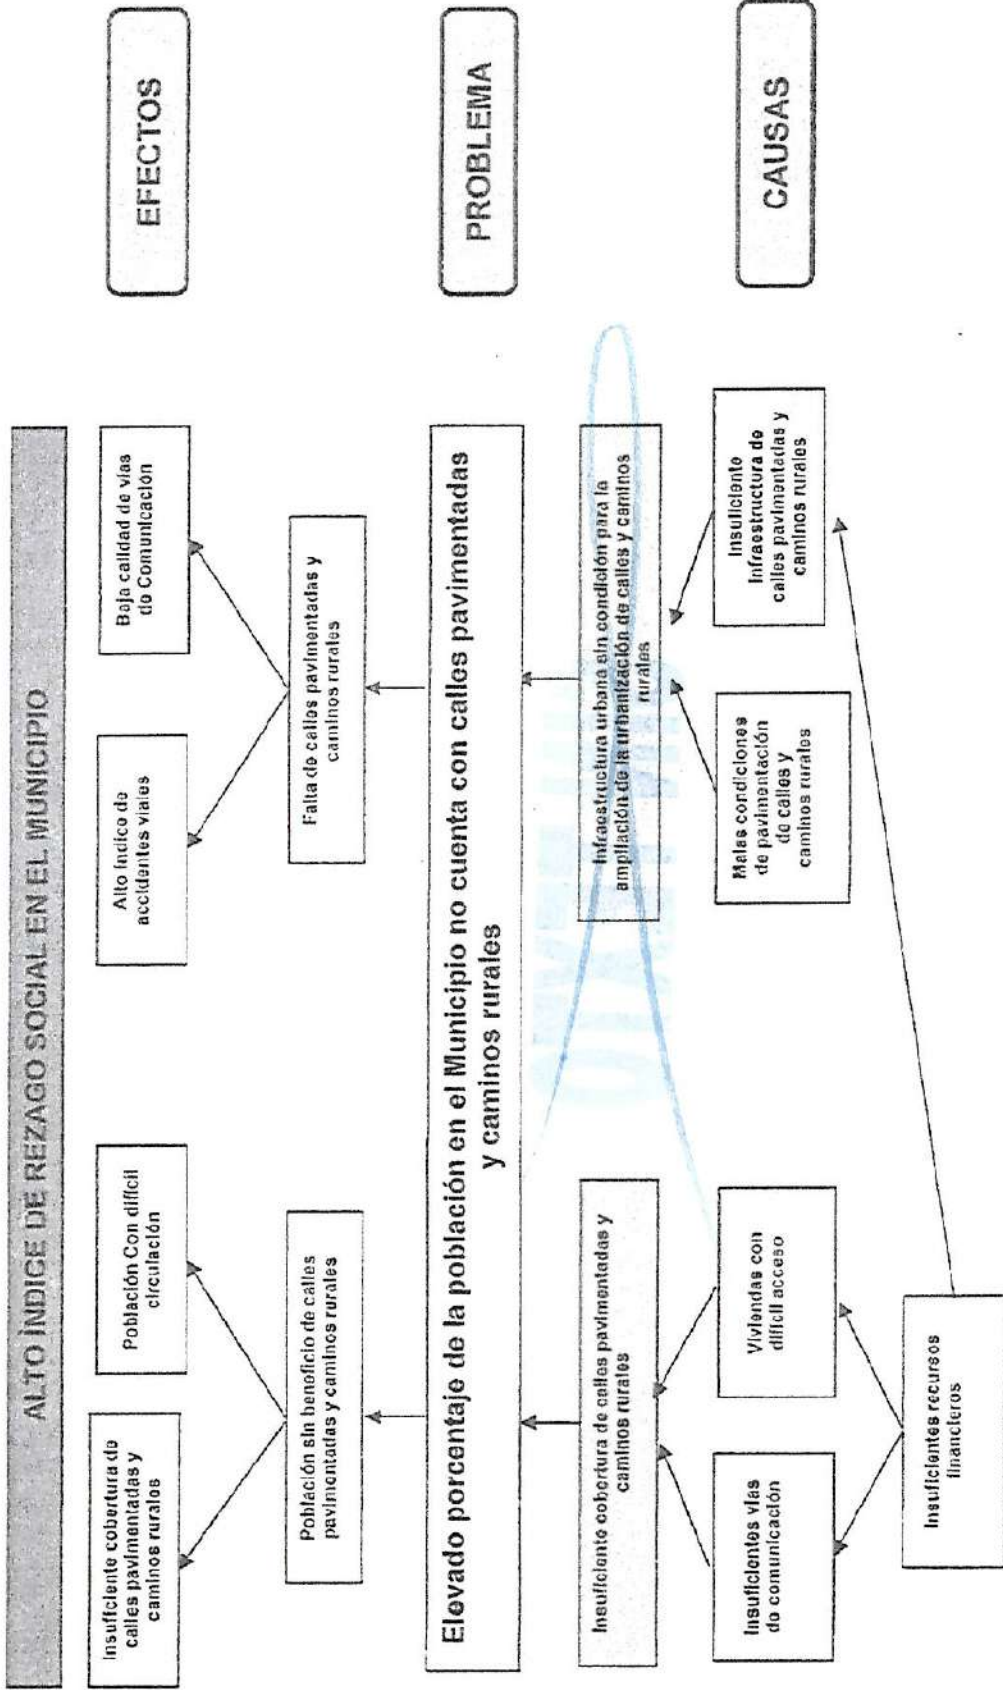 ALTO ÍNDICE DE REZAGO SOCIAL EN EL MUNICIPIO
EFECTOS
Insuficiente cobertura de
calles pavimentadas y
caminos rurales
Población Con difícil
circulación
Alto índice de
accidentes viales
Baja calidad de vías
de Comunicación
Población sin beneficio de calles
pavimentadas y caminos rurales
Falta de calles pavimentadas y
caminos rurales
PROBLEMA
Elevado porcentaje de la población en el Municipio no cuenta con calles pavimentadas
y caminos rurales
Insuficiente cobertura de calles pavimentadas y
caminos rurales
Infraestructura urbana sin condición para la
ampliación de la urbanización de calles y caminos
rurales
CAUSAS
Insuficientes vías
de comunicación
Viviendas con
difícil acceso
Malas condiciones
de pavimentación
de calles y
caminos rurales
Insuficiente
Infraestructura de
calles pavimentadas y
caminos rurales
Insuficientes recursos
financieros